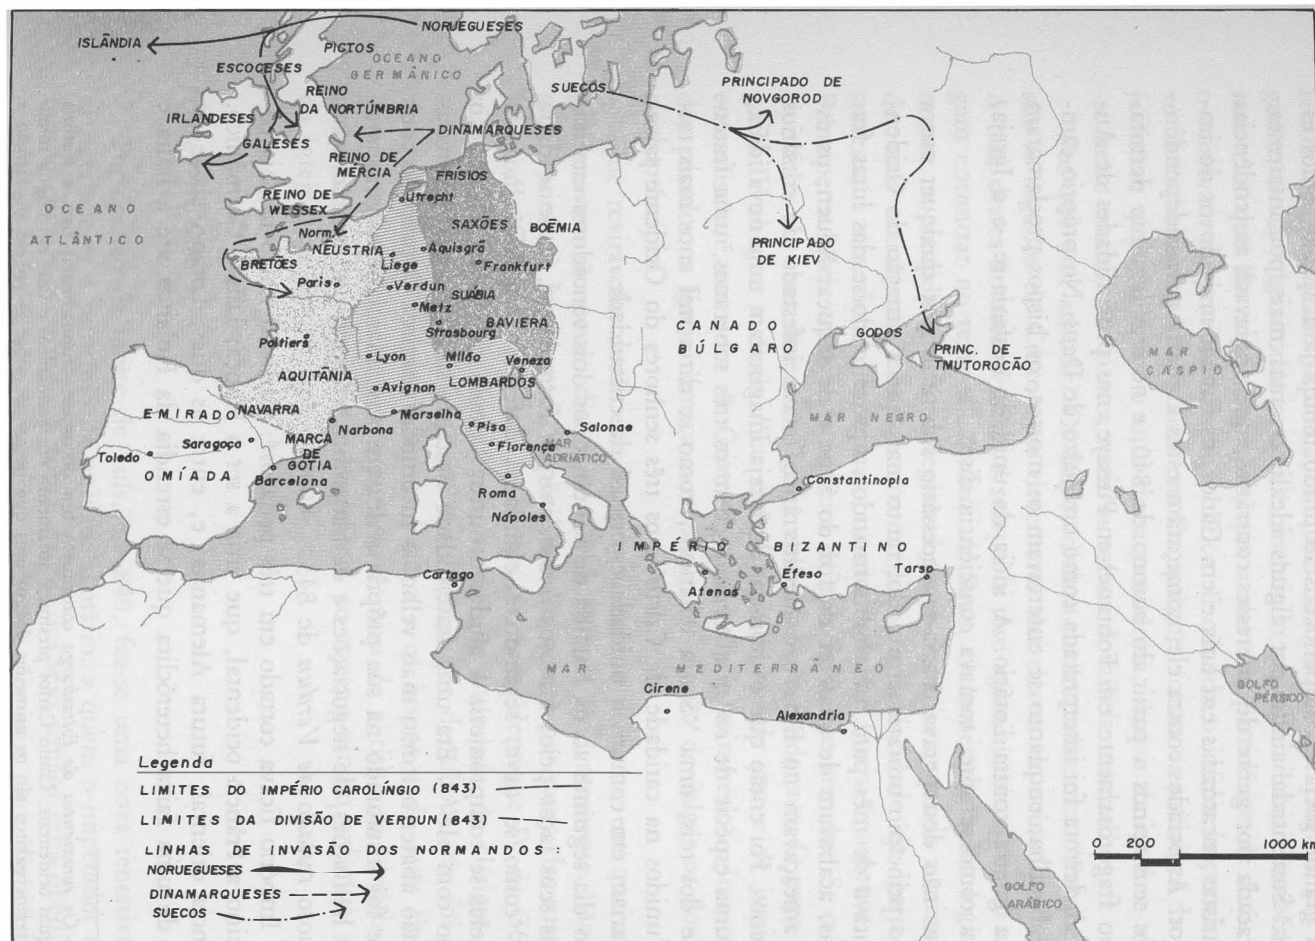 NORUEGUESES
ISLÂNDIA
PICTOS
OCEANO
GERMÂNICO
ESCOCESES
SUECOS
PRINCIPADO DE
NOVGOROD
REINO
DA NORTÚMBRIA
IRLANDESES
DINAMARQUESES
GALESES
REINO DE
MÉRCIA
FRÍSIOS
REINO DE
WESSEX
Utrecht
OCEANO
ATLÂNTICO
SAXÕES
BOÊMIA
Norm.
NÊUSTRIA
Aquisgrã
PRINCIPADO
DE KIEV
BRETÕES
Liege
Frankfurt
Paris
Verdun
SUÁBIA
Metz
BAVIERA
Strasbourg
CANADO
BÚLGARO
GODOS
PRINC. DE
TMUTOROCÃO
MAR
CÁSPIO
Poitiers
Lyon
Milão
Veneza
AQUITÂNIA
LOMBARDOS
Avignan
NAVARRA
Marselha
MAR NEGRO
EMIRADO
Narbona
Pisa
Salonae
Saragoça
MARCA
DE
GÓTIA
Florença
MAR
ADRIÁTICO
Toledo
OMÍADA
Barcelona
Roma
Constantinopla
Nápoles
IMPÉRIO BIZANTINO
Cartago
Atenas
Éfeso
Tarso
MAR MEDITERRÂNEO
Cirene
Alexandria
GOLFO
PÉRSICO
Legenda
LIMITES DO IMPÉRIO CAROLÍNGIO (843)
LIMITES DA DIVISÃO DE VERDUN (843)
LINHAS DE INVASÃO DOS NORMANDOS :
NORUEGUESES
DINAMARQUESES
SUECOS
0 200 1000 km
GOLFO
ARÁBICO